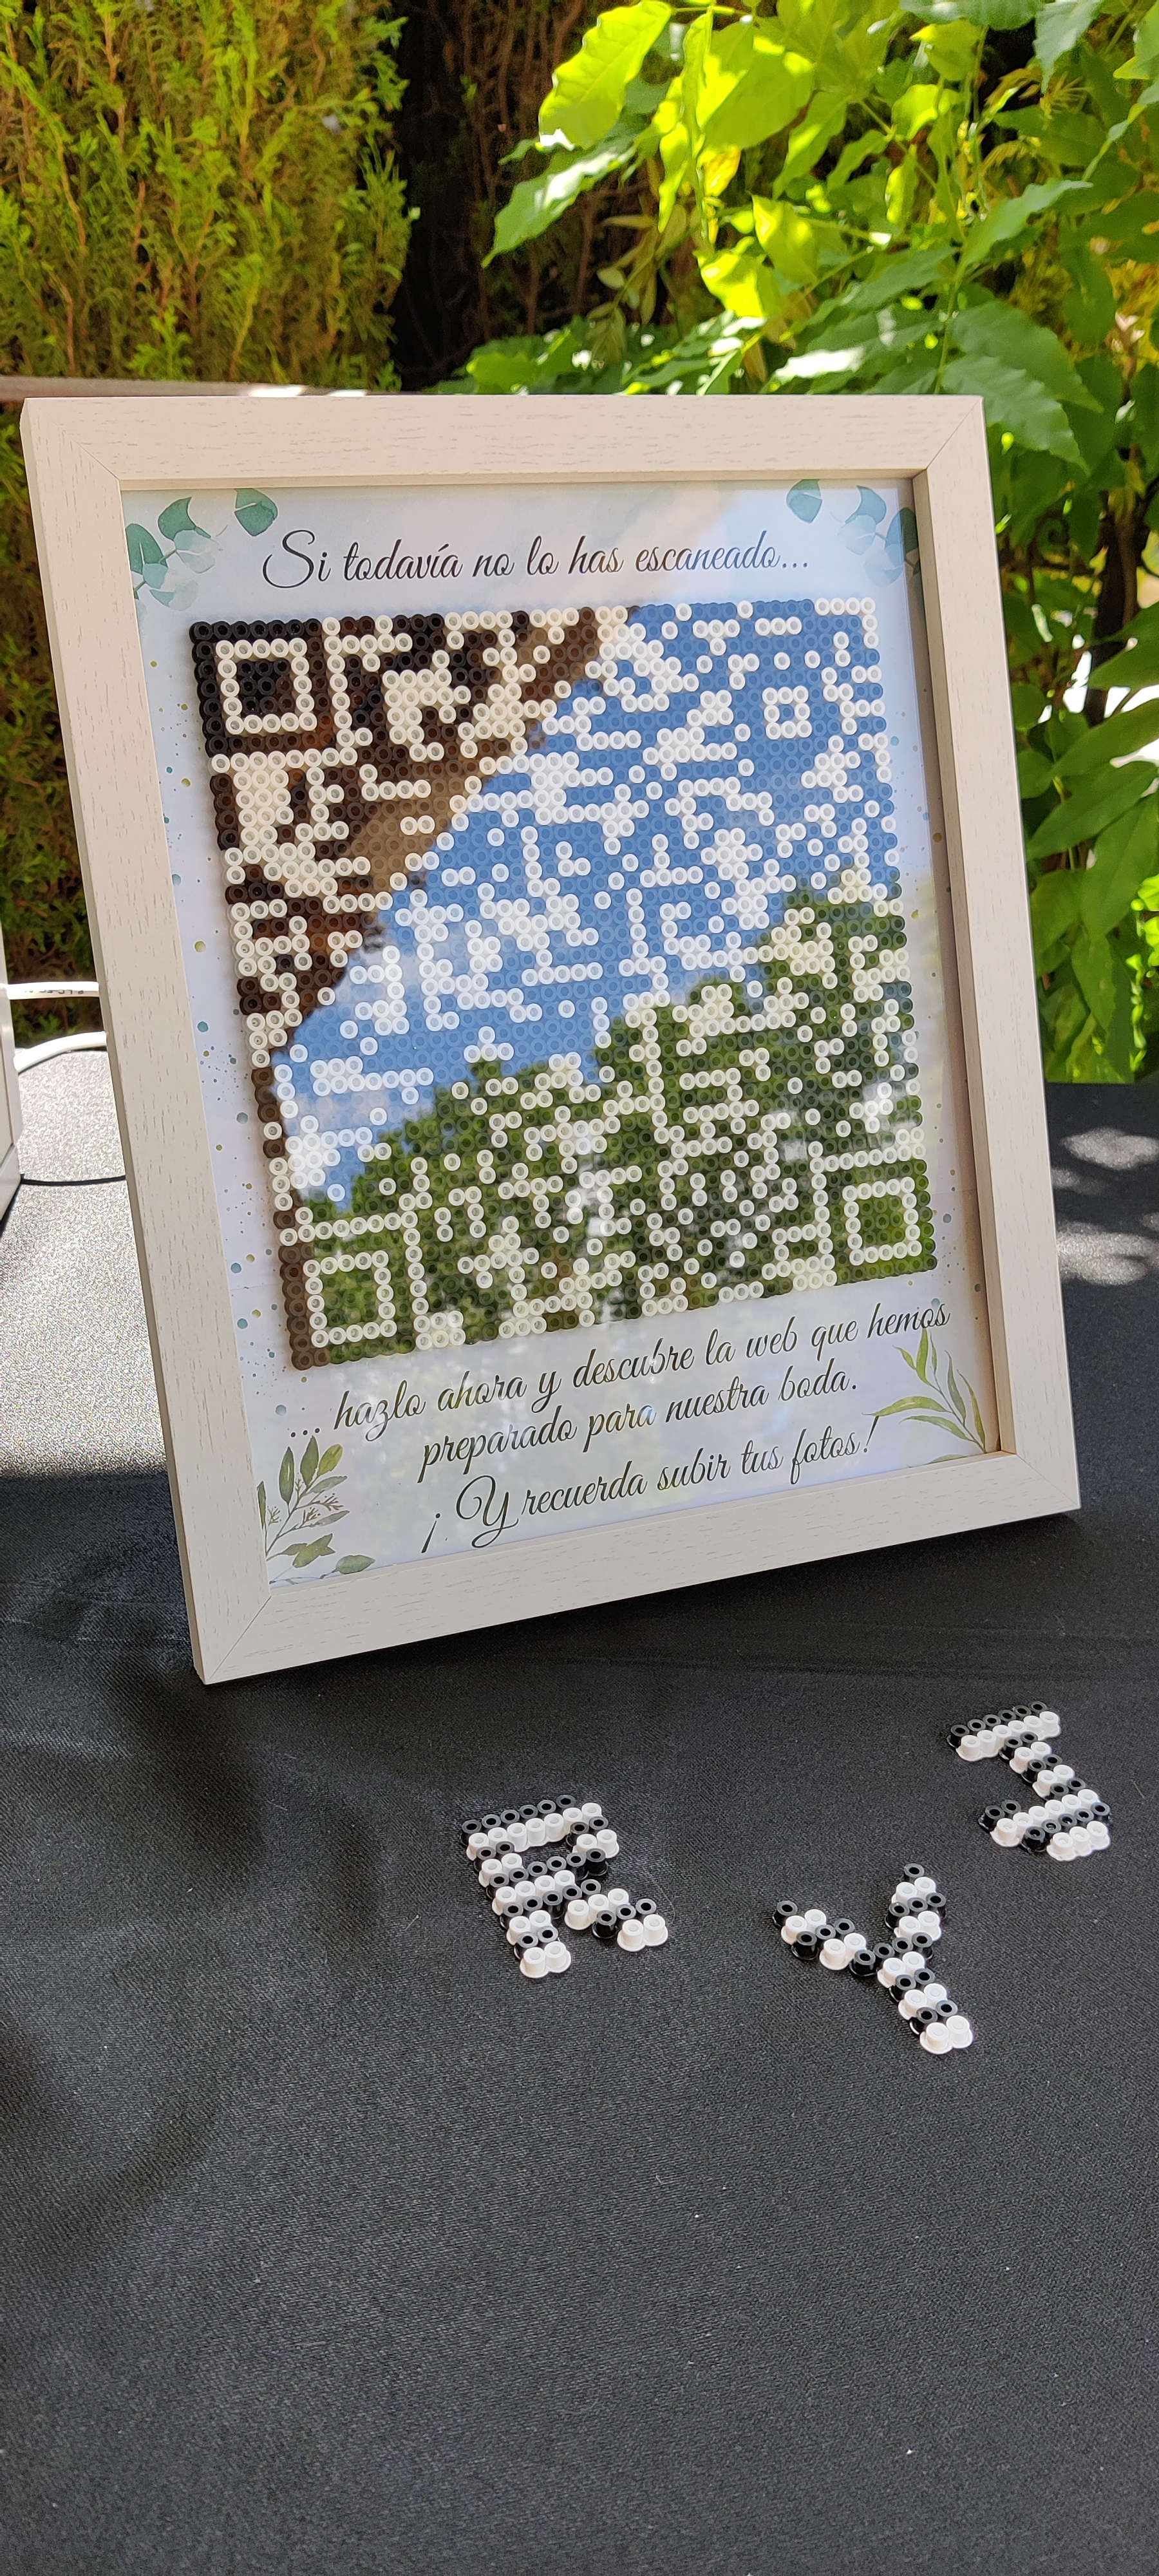 Si todavía no lo has escaneado...
... hazlo ahora y descubre la web que hemos
preparado para nuestra boda.
¡Y recuerda subir tus fotos!
R Y J